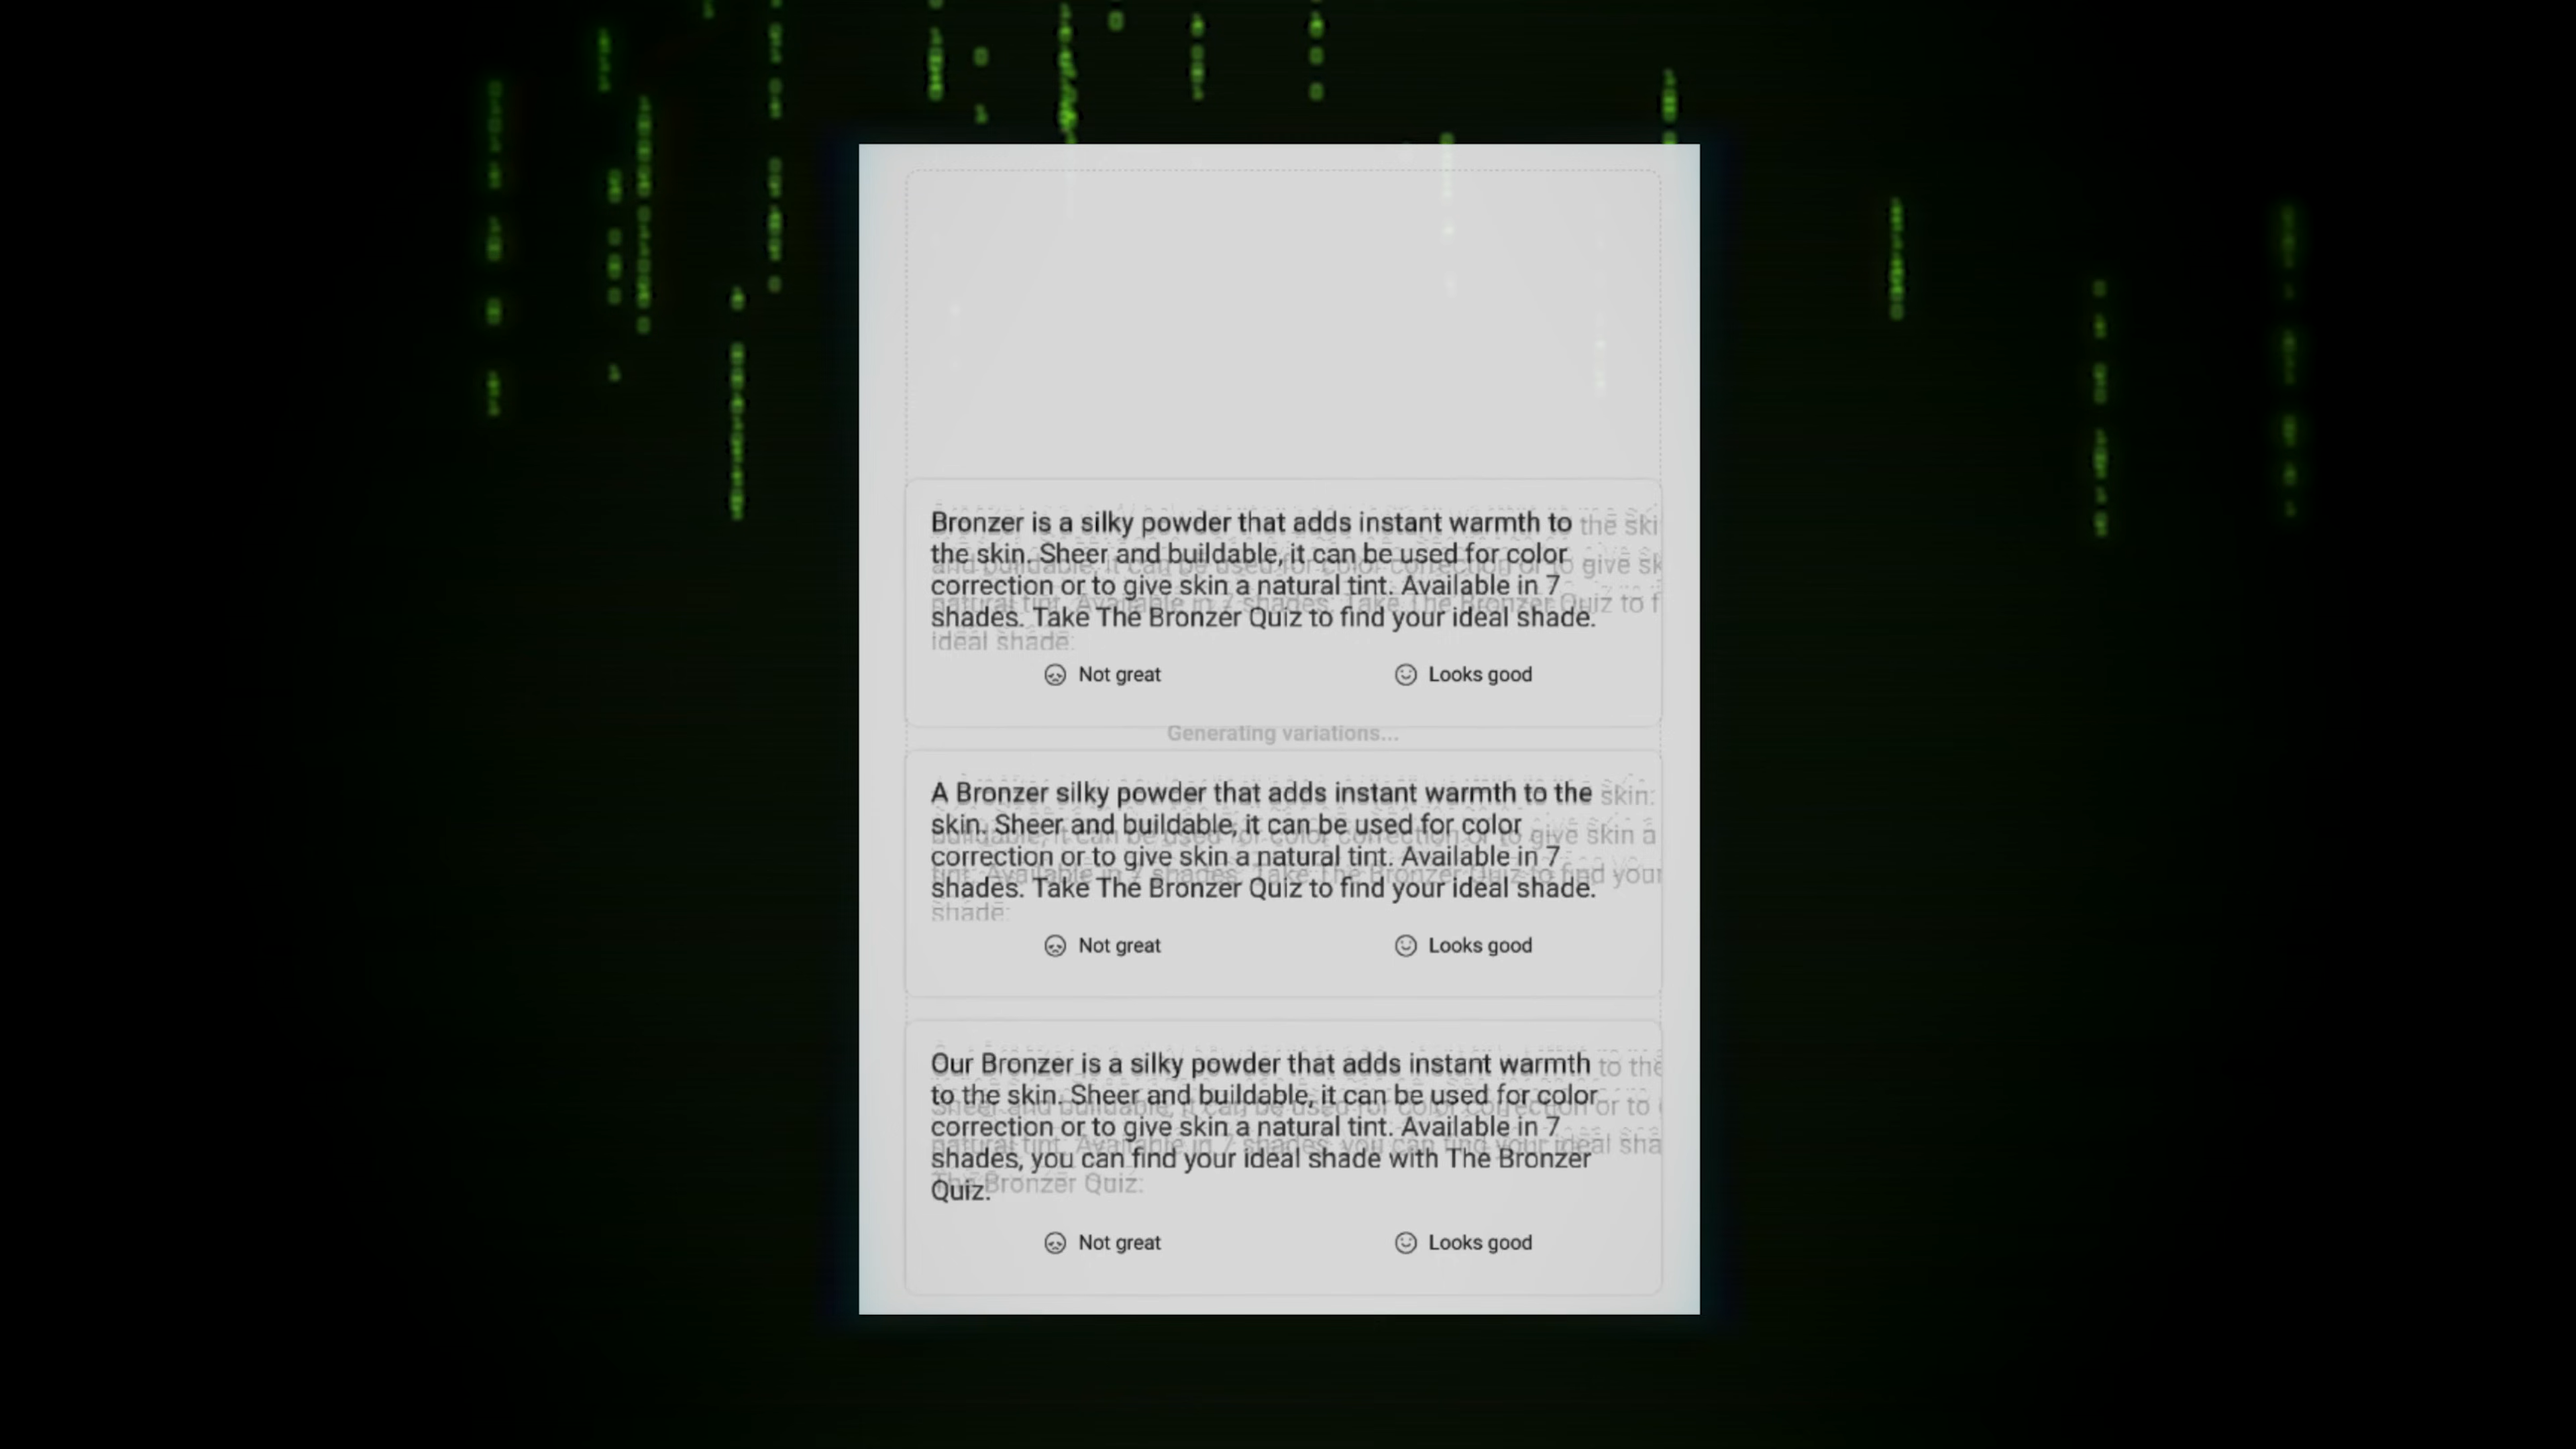 Bronzer is a silky powder that adds instant warmth to
the skin. Sheer and buildable, it can be used for color
correction or to give skin a natural tint. Available in 7
shades. Take The Bronzer Quiz to find your ideal shade.
Not great
Looks good
Generating variations...
A Bronzer silky powder that adds instant warmth to the
skin. Sheer and buildable, it can be used for color
correction or to give skin a natural tint. Available in 7
shades. Take The Bronzer Quiz to find your ideal shade.
Not great
Looks good
Our Bronzer is a silky powder that adds instant warmth
to the skin. Sheer and buildable, it can be used for color
correction or to give skin a natural tint. Available in 7
shades, you can find your ideal shade with The Bronzer
Quiz.
Not great
Looks good